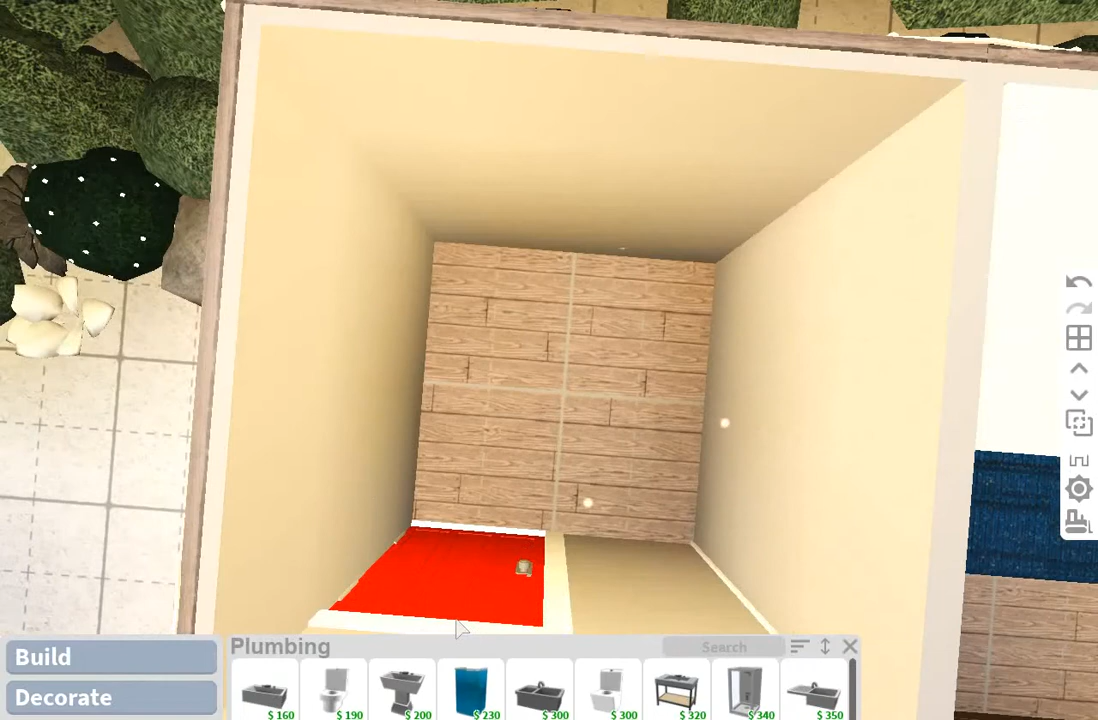 Build
Decorate
Plumbing
Search
$ 160
$ 190
$ 200
$ 230
$ 300
$ 300
$ 320
$ 340
$ 350